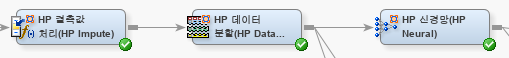 HP 결측값
처리(HP Impute)
HP 데이터
분할(HP Data...
HP 신경망(HP
Neural)